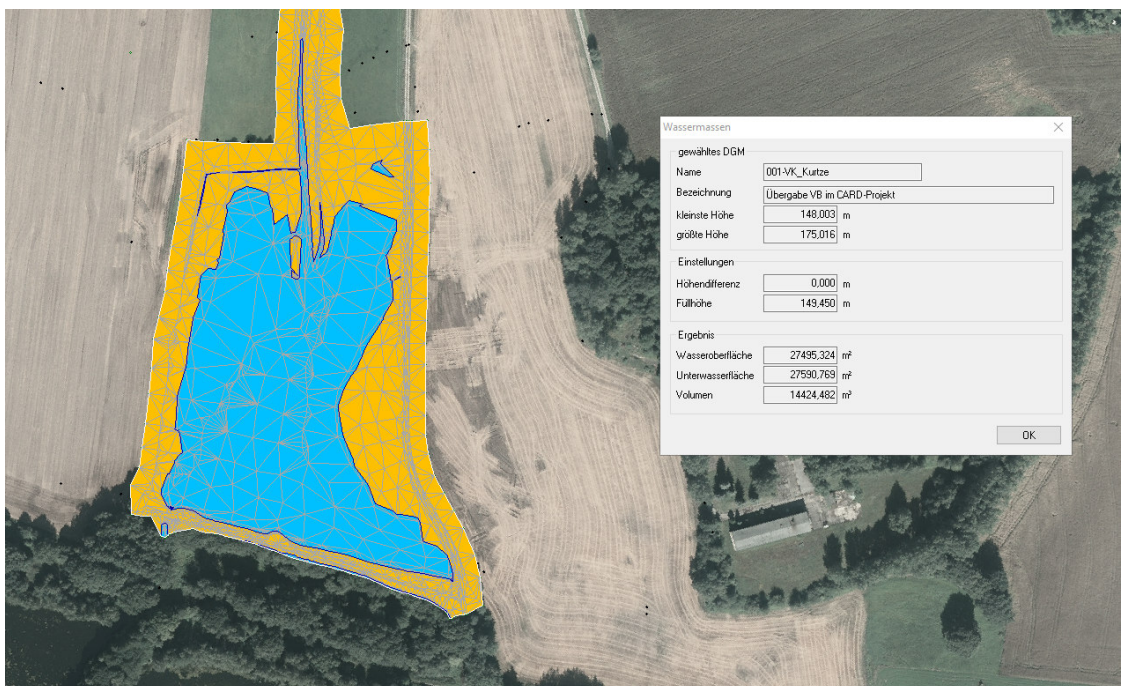 Wassermassen
gewähltes DGM
Name 001-VK_Kurtze
Bezeichnung Übergabe VB im CARD-Projekt
kleinste Höhe 148,003 m
größte Höhe 175,016 m
Einstellungen
Höhendifferenz 0,000 m
Füllhöhe 149,450 m
Ergebnis
Wasseroberfläche 27495,324 m²
Unterwasserfläche 27590,769 m²
Volumen 14424,482 m³
OK